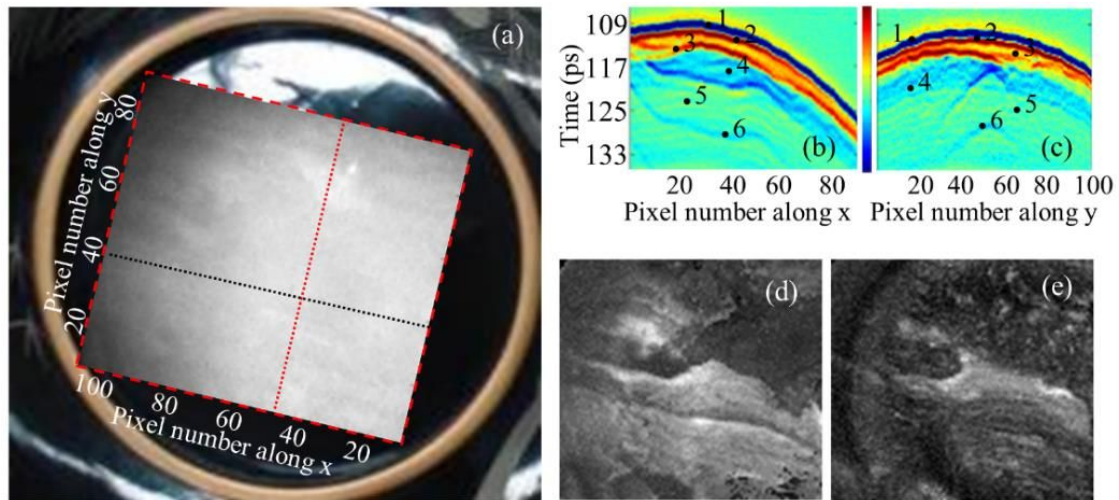 (a)
80
60
40
20
Pixel number along y
100
80
60
40
20
Pixel number along x
109
117
125
133
Time (ps)
1
2
3
4
5
6
(b)
20 40 60 80
Pixel number along x
1
2
3
4
5
6
(c)
20 40 60 80 100
Pixel number along y
(d)
(e)